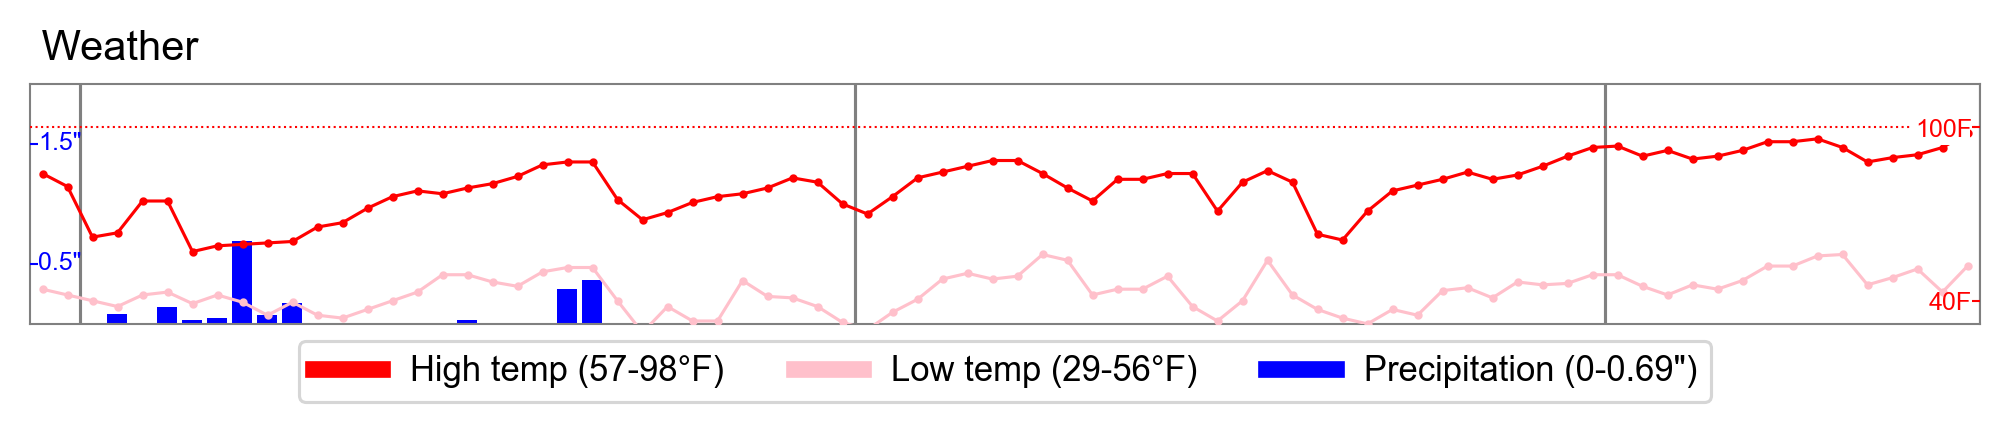 Weather
1.5"
100F
0.5"
40F
High temp (57-98°F)
Low temp (29-56°F)
Precipitation (0-0.69")